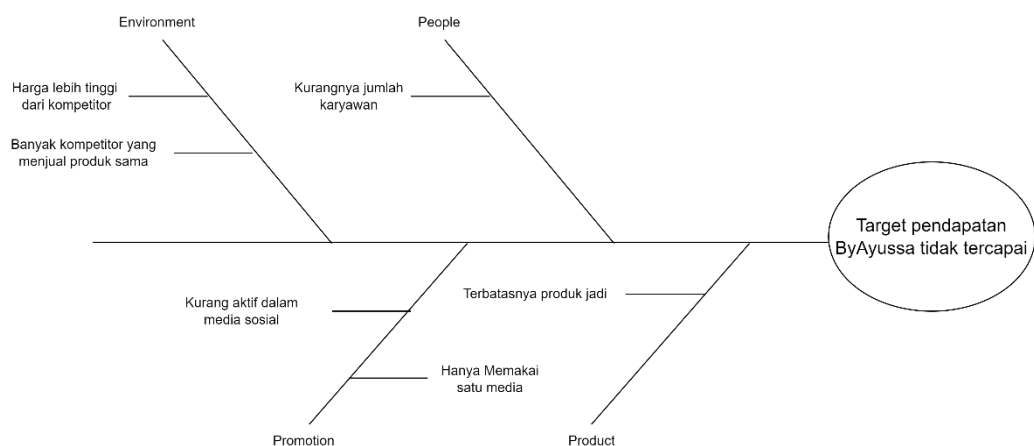 Environment
People
Harga lebih tinggi
dari kompetitor
Kurangnya jumlah
karyawan
Banyak kompetitor yang
menjual produk sama
Target pendapatan
ByAyussa tidak tercapai
Kurang aktif dalam
media sosial
Terbatasnya produk jadi
Hanya Memakai
satu media
Promotion
Product